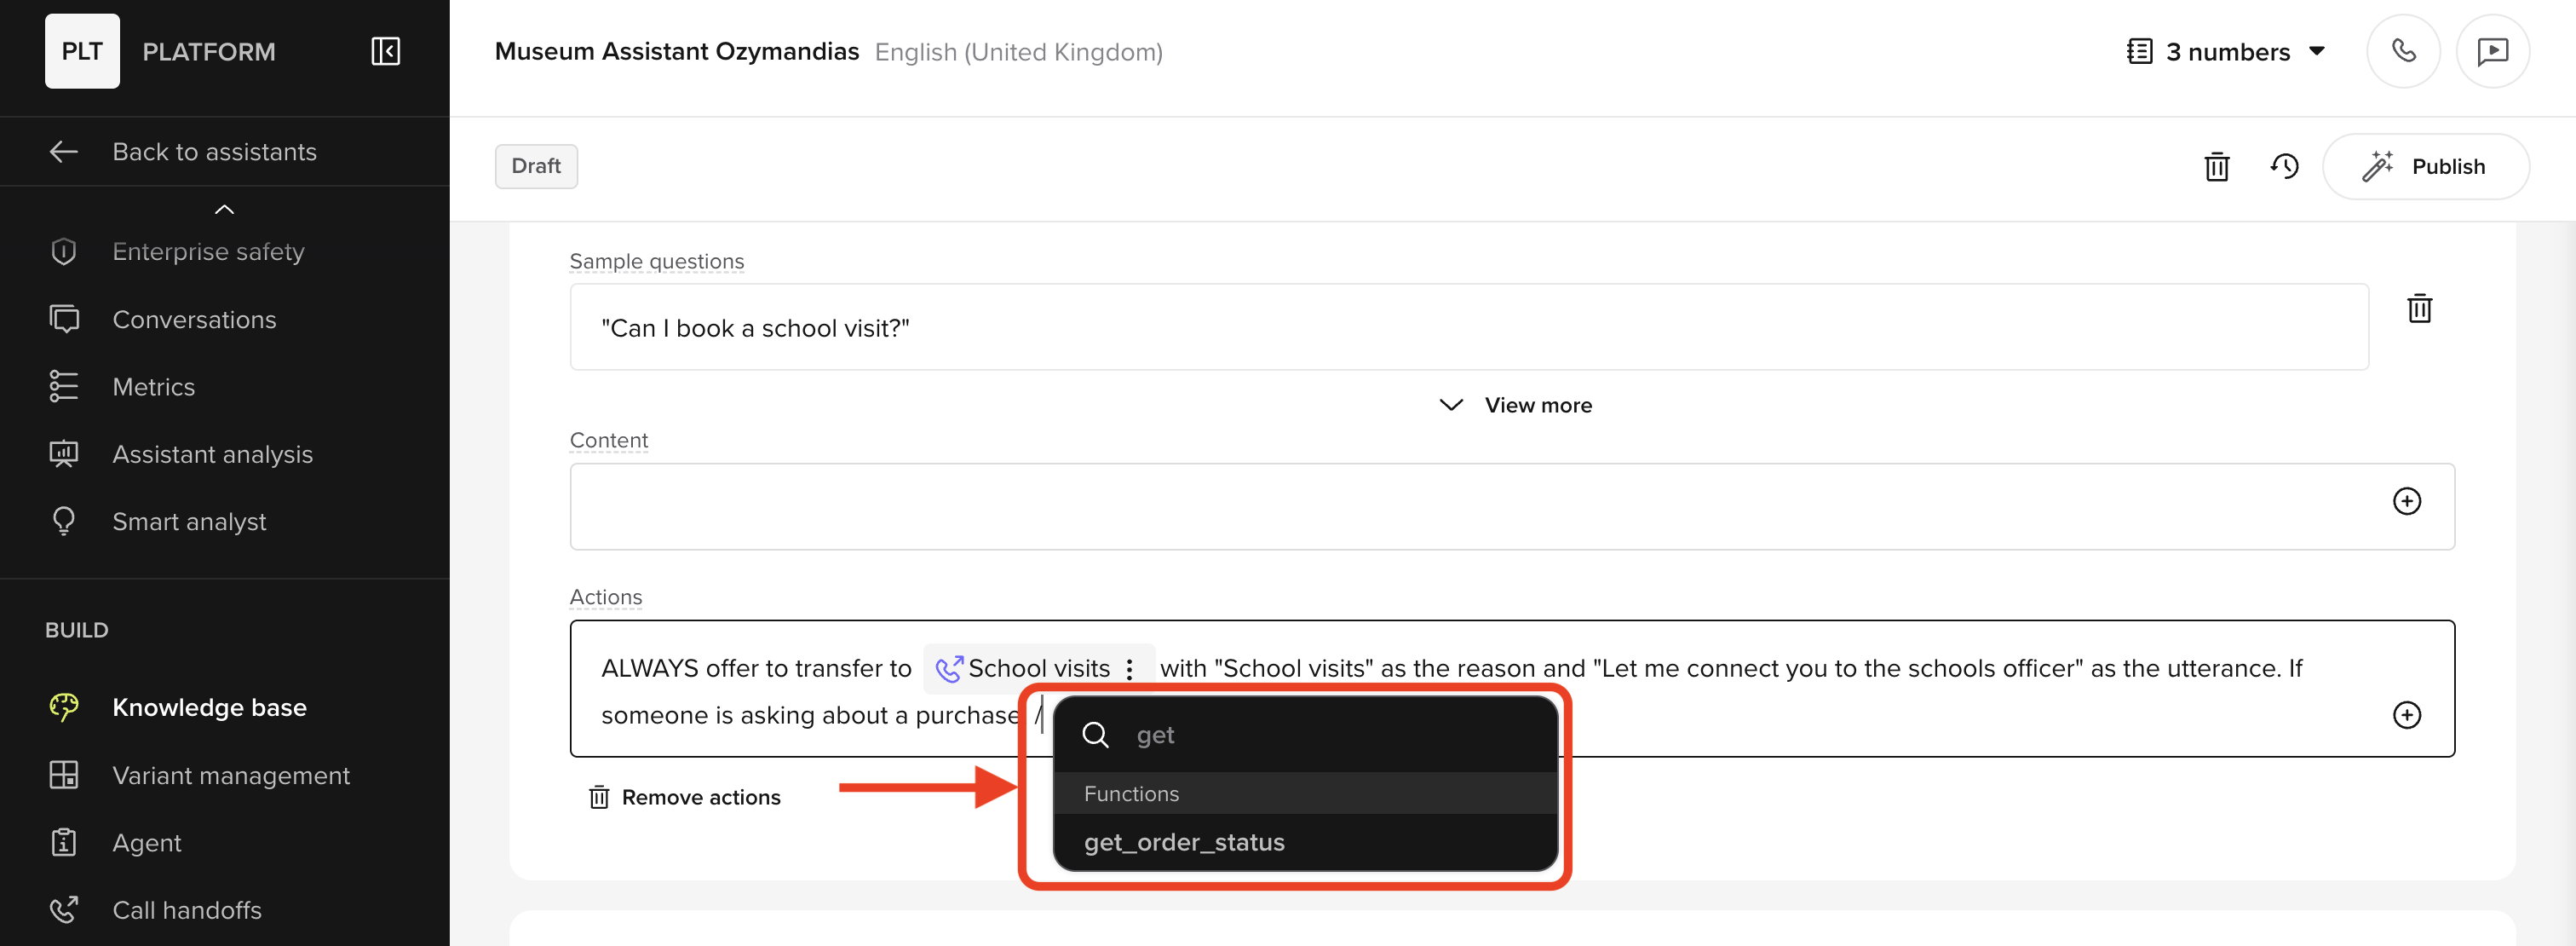 PLT PLATFORM
Museum Assistant Ozymandias English (United Kingdom)
3 numbers
Back to assistants
Draft
Publish
Enterprise safety
Conversations
Metrics
Assistant analysis
Smart analyst
BUILD
Knowledge base
Variant management
Agent
Call handoffs
Sample questions
"Can I book a school visit?"
View more
Content
Actions
ALWAYS offer to transfer to School visits with "School visits" as the reason and "Let me connect you to the schools officer" as the utterance. If
someone is asking about a purchase /
get
Functions
get_order_status
Remove actions